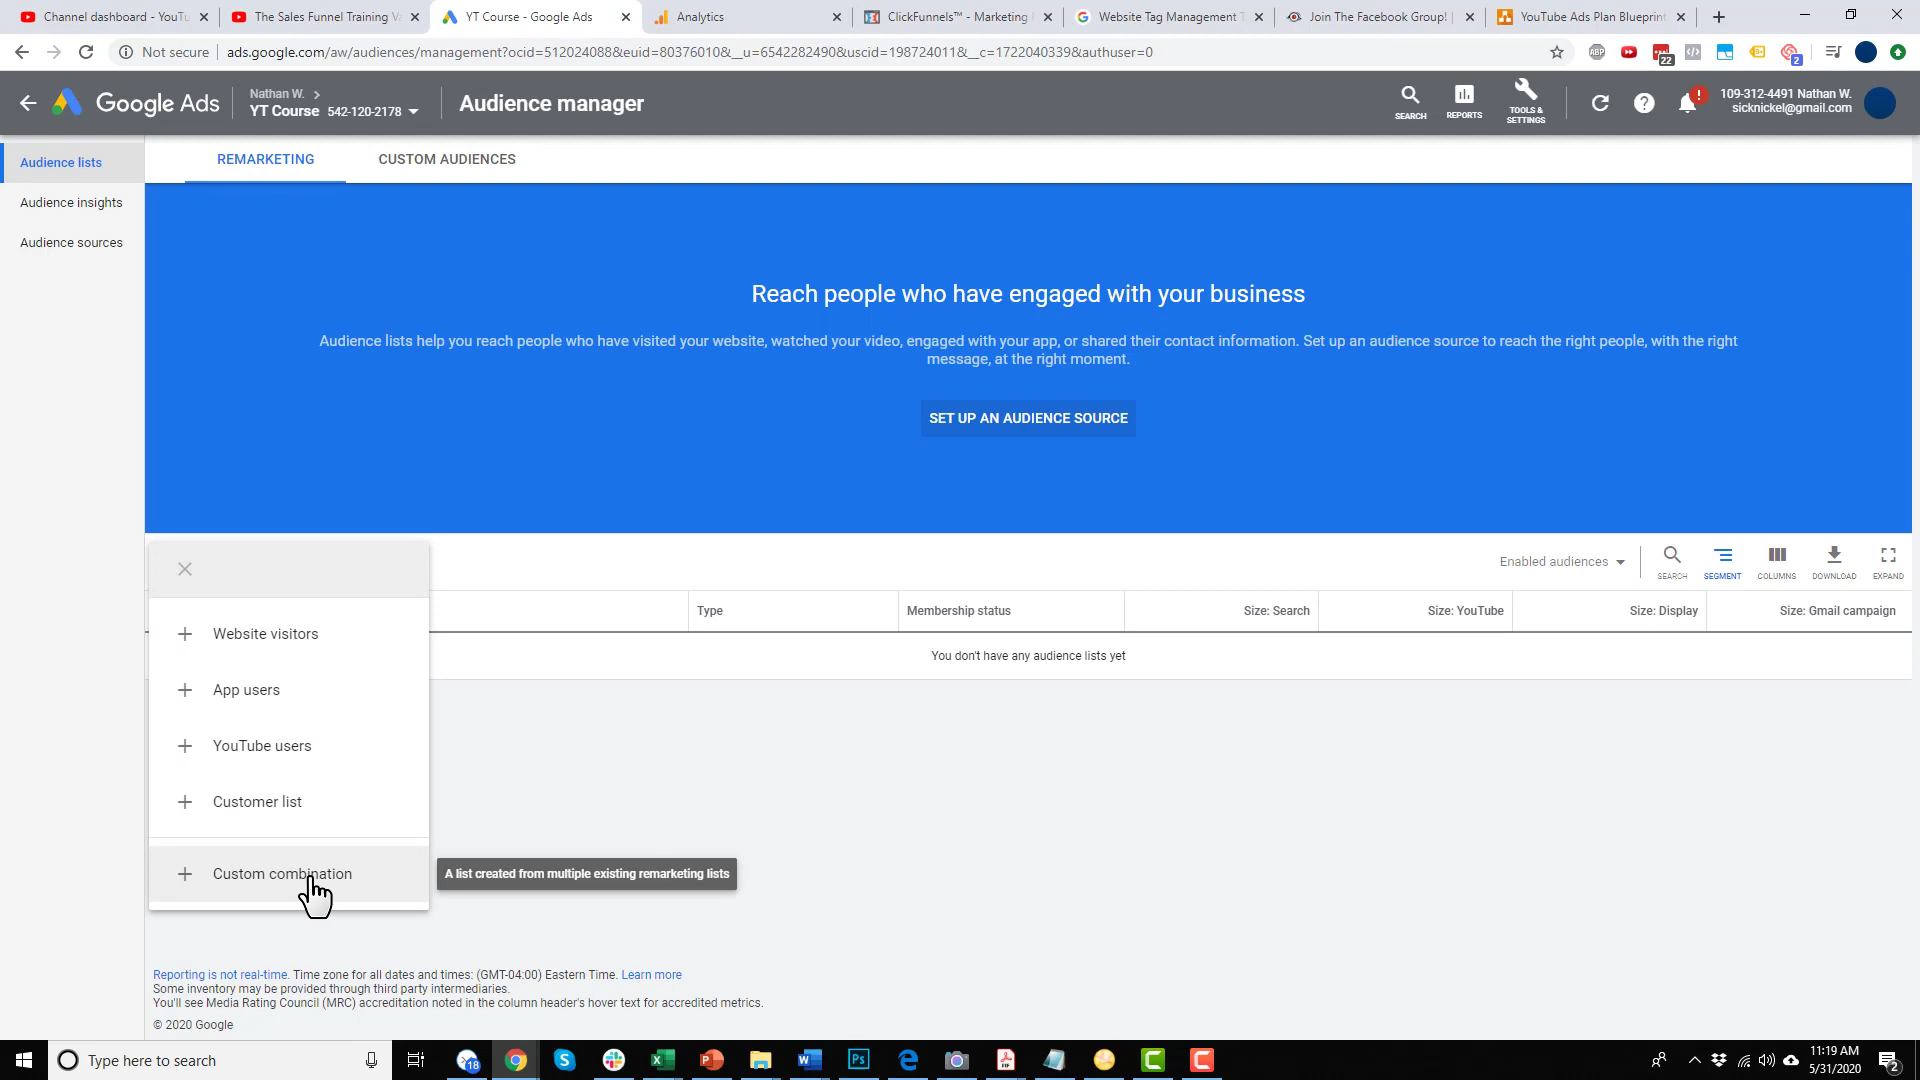 Channel dashboard - YouTu
The Sales Funnel Training Va
YT Course - Google Ads
Analytics
ClickFunnels™ - Marketing
Website Tag Management T
Join The Facebook Group! |
YouTube Ads Plan Blueprint
Not secure
ads.google.com/aw/audiences/management?ocid=512024088&euid=80376010&__u=6542282490&uscid=198724011&__c=1722040339&authuser=0
ABP
22
2
Google Ads
Nathan W.
YT Course 542-120-2178
Audience manager
SEARCH
REPORTS
TOOLS & SETTINGS
!
109-312-4491 Nathan W.
sicknickel@gmail.com
Audience lists
Audience insights
Audience sources
REMARKETING
CUSTOM AUDIENCES
Reach people who have engaged with your business
Audience lists help you reach people who have visited your website, watched your video, engaged with your app, or shared their contact information. Set up an audience source to reach the right people, with the right
message, at the right moment.
SET UP AN AUDIENCE SOURCE
Enabled audiences
SEARCH
SEGMENT
COLUMNS
DOWNLOAD
EXPAND
Type
Membership status
Size: Search
Size: YouTube
Size: Display
Size: Gmail campaign
You don't have any audience lists yet
Website visitors
App users
YouTube users
Customer list
Custom combination
A list created from multiple existing remarketing lists
Reporting is not real-time. Time zone for all dates and times: (GMT-04:00) Eastern Time. Learn more
Some inventory may be provided through third party intermediaries.
You'll see Media Rating Council (MRC) accreditation noted in the column header's hover text for accredited metrics.
© 2020 Google
Type here to search
18
Ps
11:19 AM
5/31/2020
2